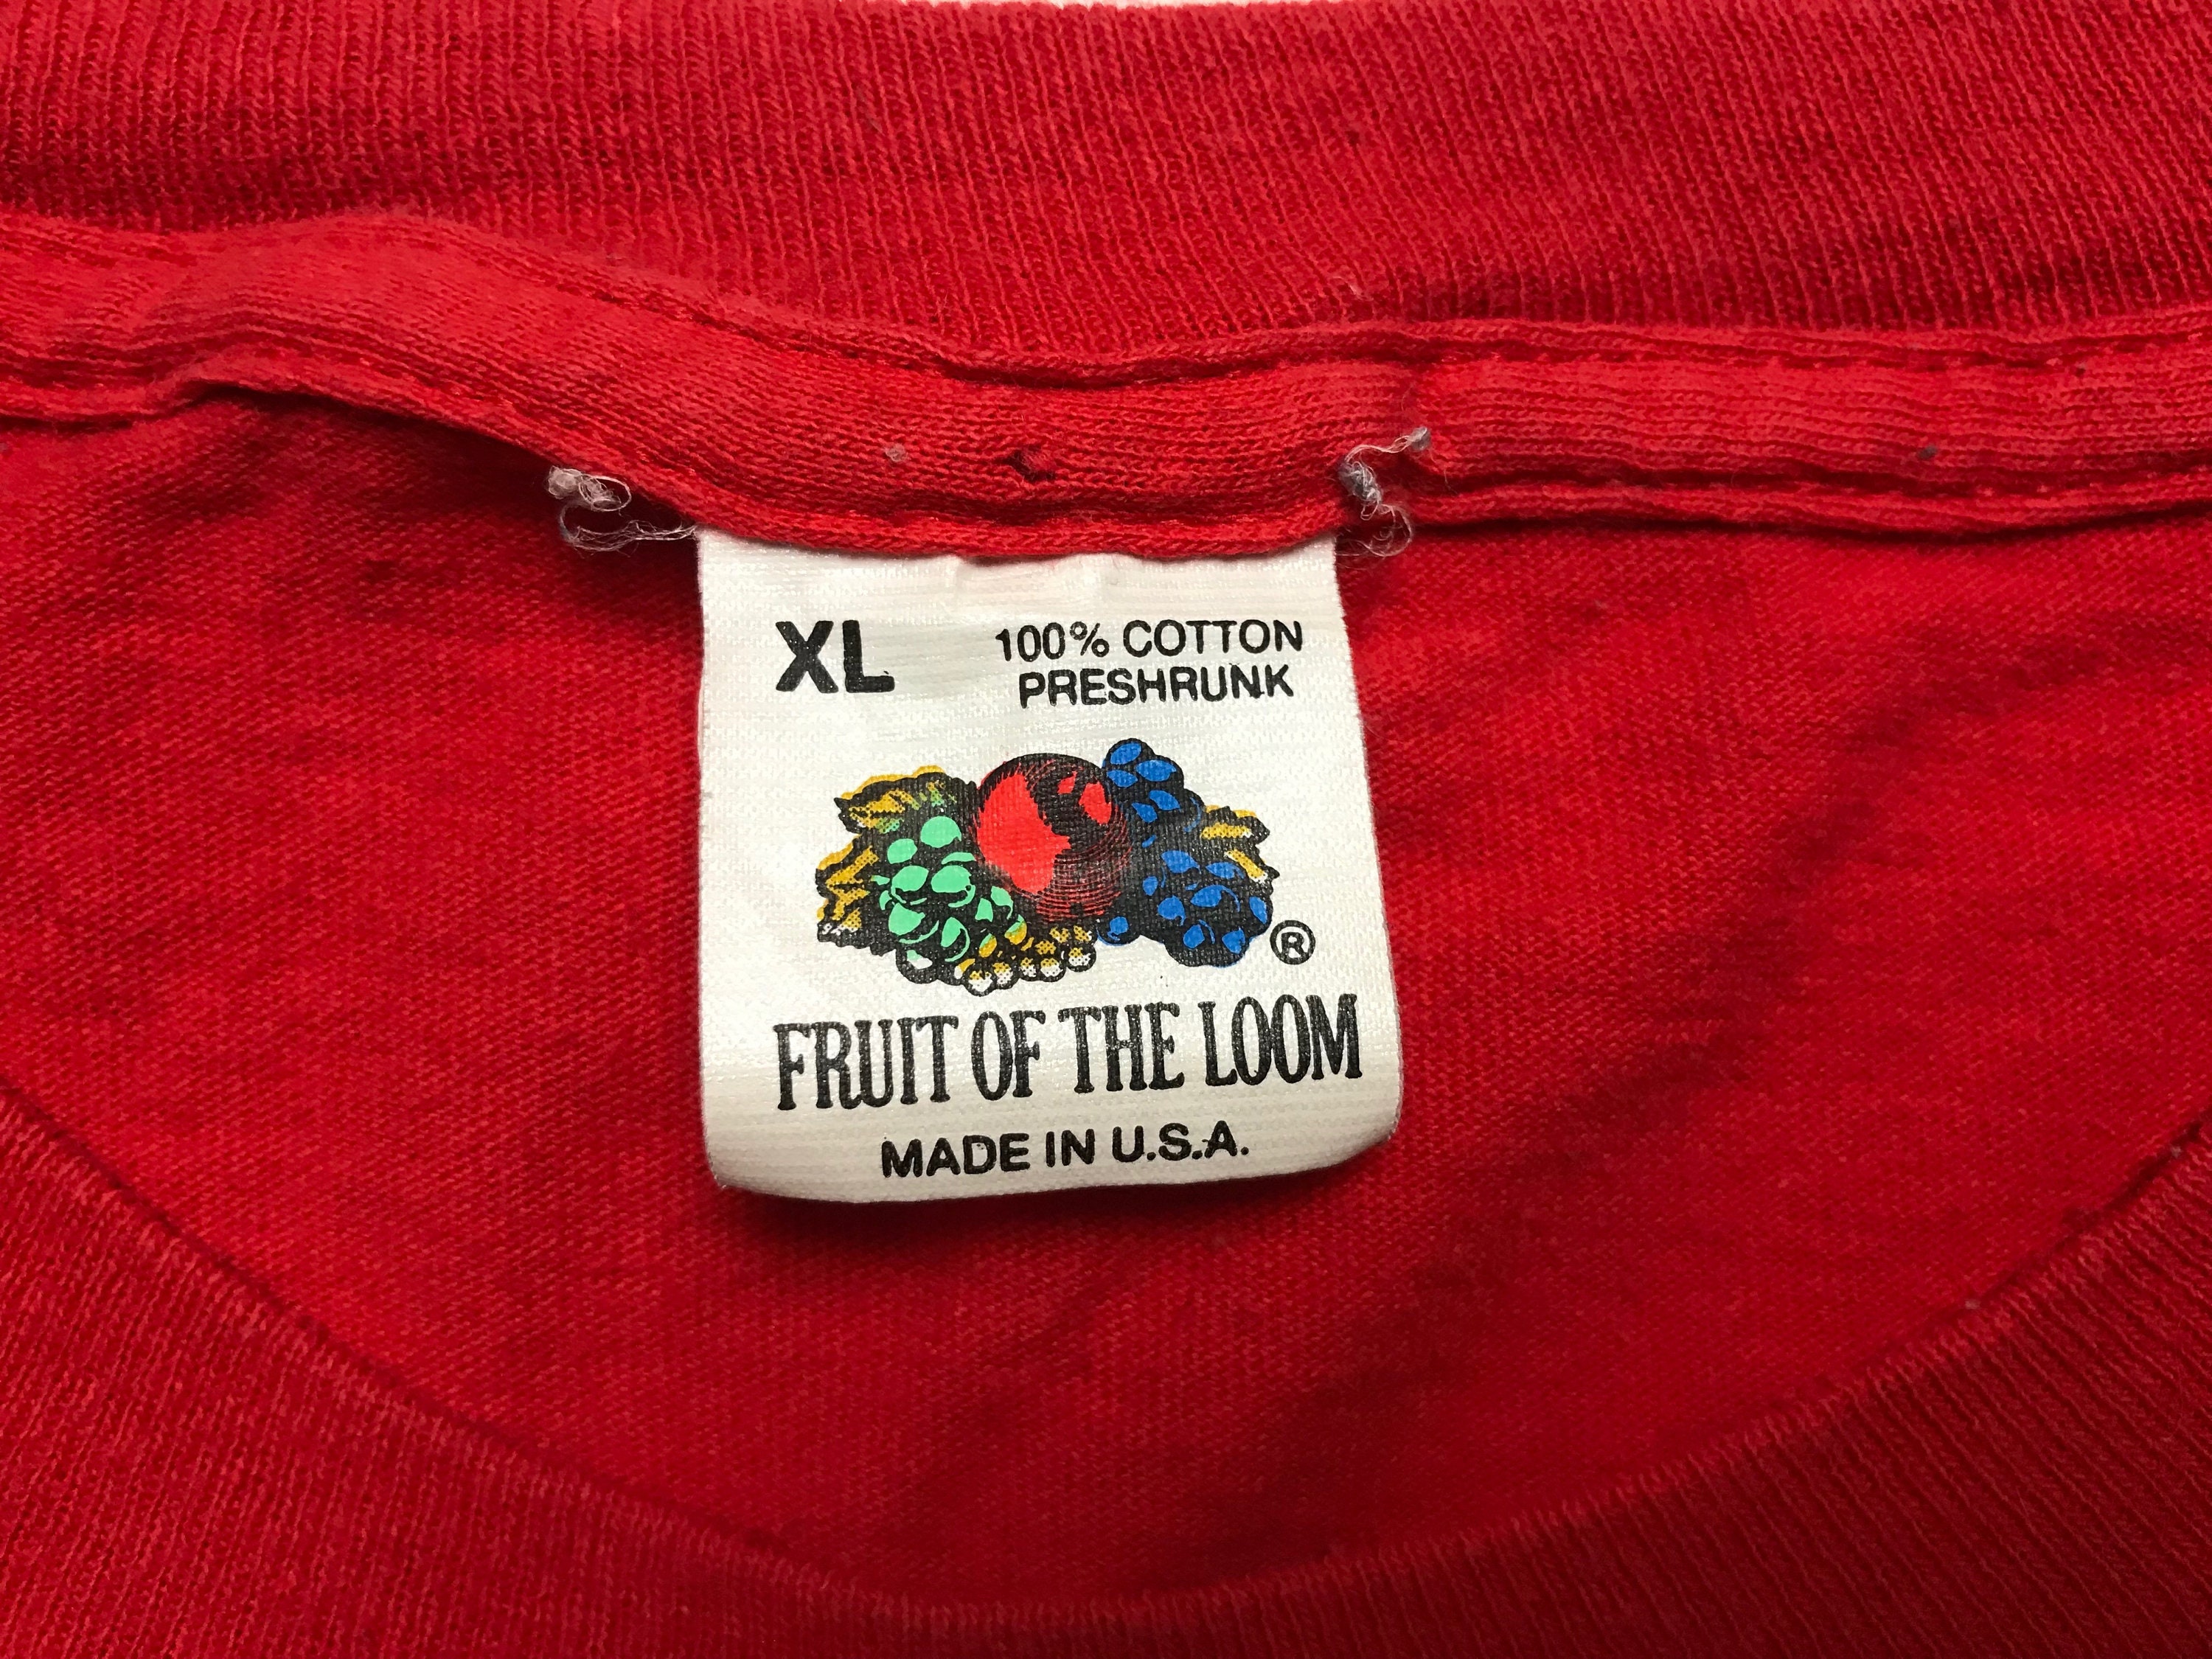 XL
100% COTTON
PRESHRUNK
®
FRUIT OF THE LOOM
MADE IN U.S.A.